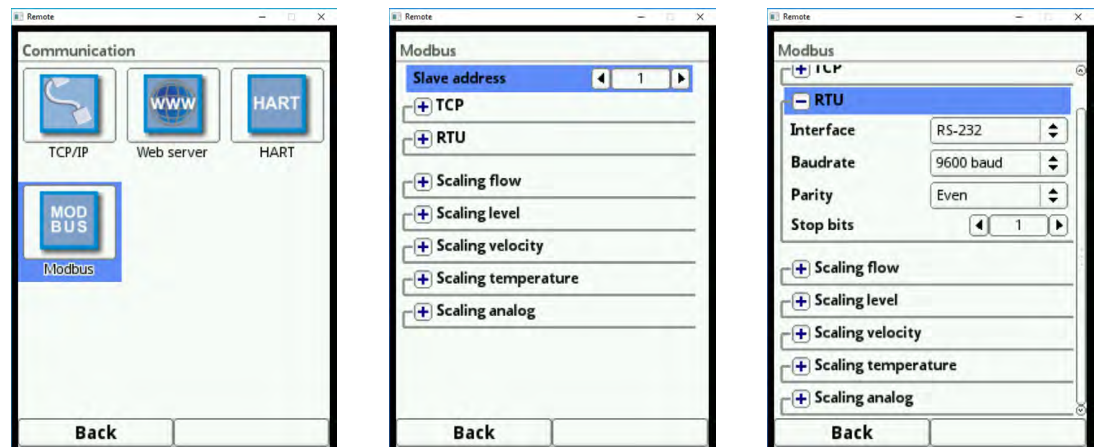 Remote
Communication
WWW
HART
TCP/IP
Web server
HART
MOD
BUS
Modbus
Back
Remote
Modbus
Slave address 1
TCP
RTU
Scaling flow
Scaling level
Scaling velocity
Scaling temperature
Scaling analog
Back
Remote
Modbus
TCP
RTU
Interface RS-232
Baudrate 9600 baud
Parity Even
Stop bits 1
Scaling flow
Scaling level
Scaling velocity
Scaling temperature
Scaling analog
Back